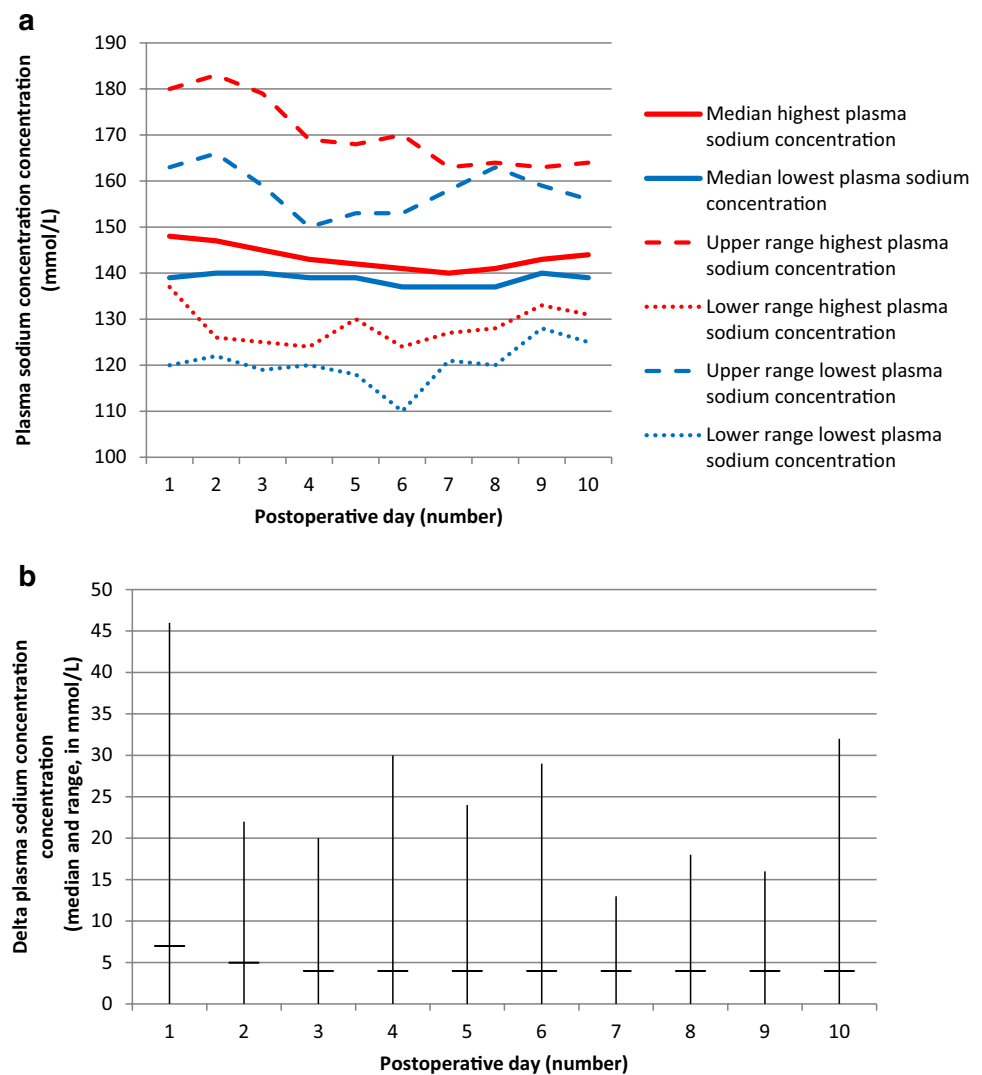 a
Plasma sodium concentration concentration
(mmol/L)
190
180
170
160
150
140
130
120
110
100
1 2 3 4 5 6 7 8 9 10
Postoperative day (number)
Median highest plasma
sodium concentration
Median lowest plasma sodium
concentration
Upper range highest plasma
sodium concentration
Lower range highest plasma
sodium concentration
Upper range lowest plasma
sodium concentration
Lower range lowest plasma
sodium concentration
b
Delta plasma sodium concentration
concentration
(median and range, in mmol/L)
50
45
40
35
30
25
20
15
10
5
0
1 2 3 4 5 6 7 8 9 10
Postoperative day (number)